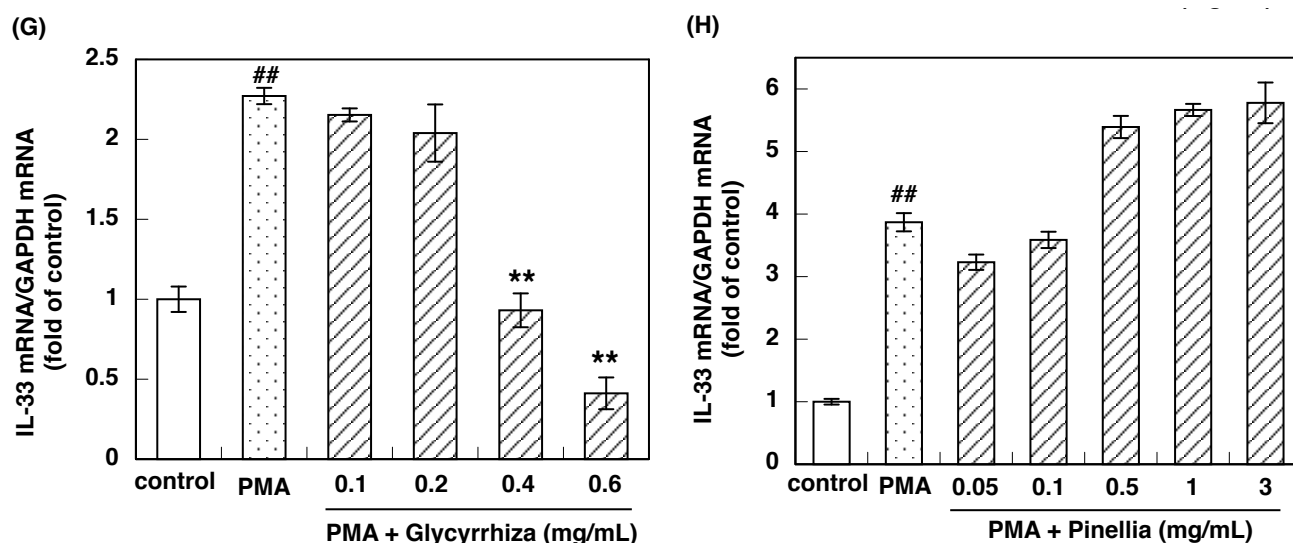 (G)
IL-33 mRNA/GAPDH mRNA
(fold of control)
2.5
2
1.5
1
0.5
0
##
**
**
control
PMA
0.1
0.2
0.4
0.6
PMA + Glycyrrhiza (mg/mL)
(H)
IL-33 mRNA/GAPDH mRNA
(fold of control)
6
5
4
3
2
1
0
##
control
PMA
0.05
0.1
0.5
1
3
PMA + Pinellia (mg/mL)